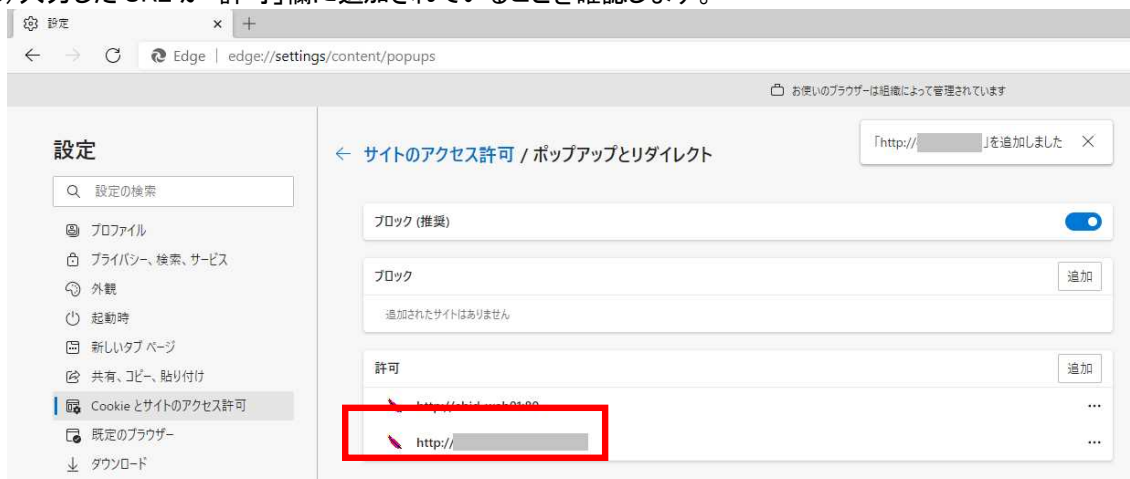 入力した URL が「許可」欄に追加されていることを確認します。
設定
Edge | edge://settings/content/popups
お使いのブラウザーは組織によって管理されています
設定
サイトのアクセス許可 / ポップアップとリダイレクト
「http:// 」を追加しました
設定の検索
プロファイル
プライバシー、検索、サービス
外観
起動時
新しいタブ ページ
共有、コピー、貼り付け
Cookie とサイトのアクセス許可
既定のブラウザー
ダウンロード
ブロック (推奨)
ブロック
追加
追加されたサイトはありません
許可
追加
http://